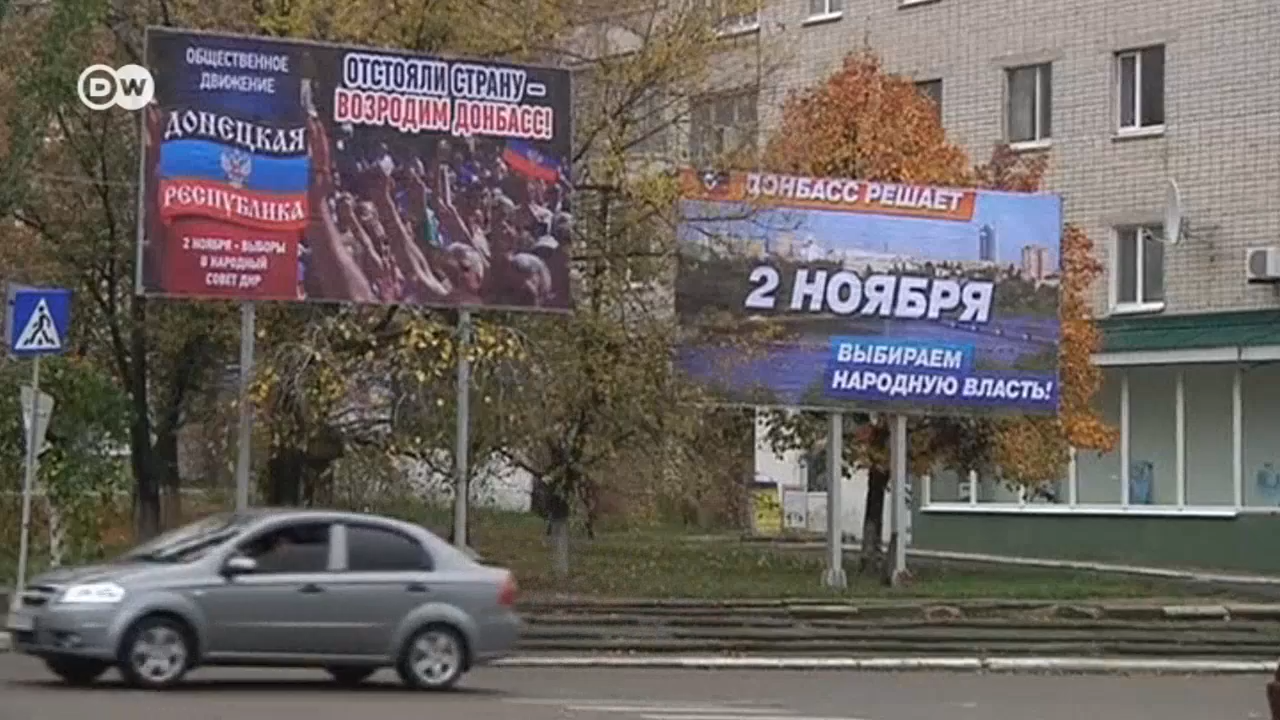 DW
ОБЩЕСТВЕННОЕ
ДВИЖЕНИЕ
ДОНЕЦКАЯ
РЕСПУБЛИКА
2 НОЯБРЯ - ВЫБОРЫ
В НАРОДНЫЙ
СОВЕТ ДНР
ОТСТОЯЛИ СТРАНУ –
ВОЗРОДИМ ДОНБАСС!
ДОНБАСС РЕШАЕТ
2 НОЯБРЯ
ВЫБИРАЕМ
НАРОДНУЮ ВЛАСТЬ!